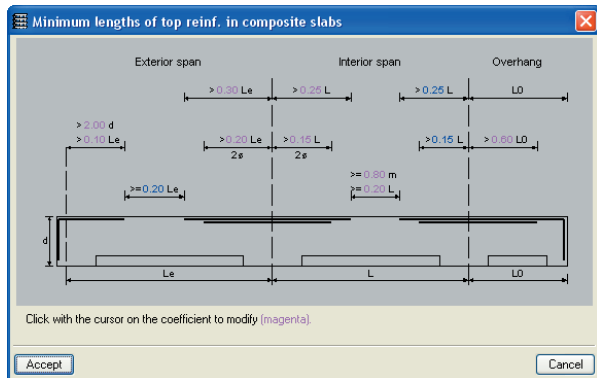 Minimum lengths of top reinf. in composite slabs
Exterior span Interior span Overhang
>0.30 Le >0.25 L >0.25 L L0
>2.00 d
>0.10 Le >0.20 Le >0.15 L >0.15 L >0.60 L0
2ø 2ø
>=0.80 m
>=0.20 Le >=0.20 L
d
Le L L0
Click with the cursor on the coefficient to modify (magenta).
Accept Cancel